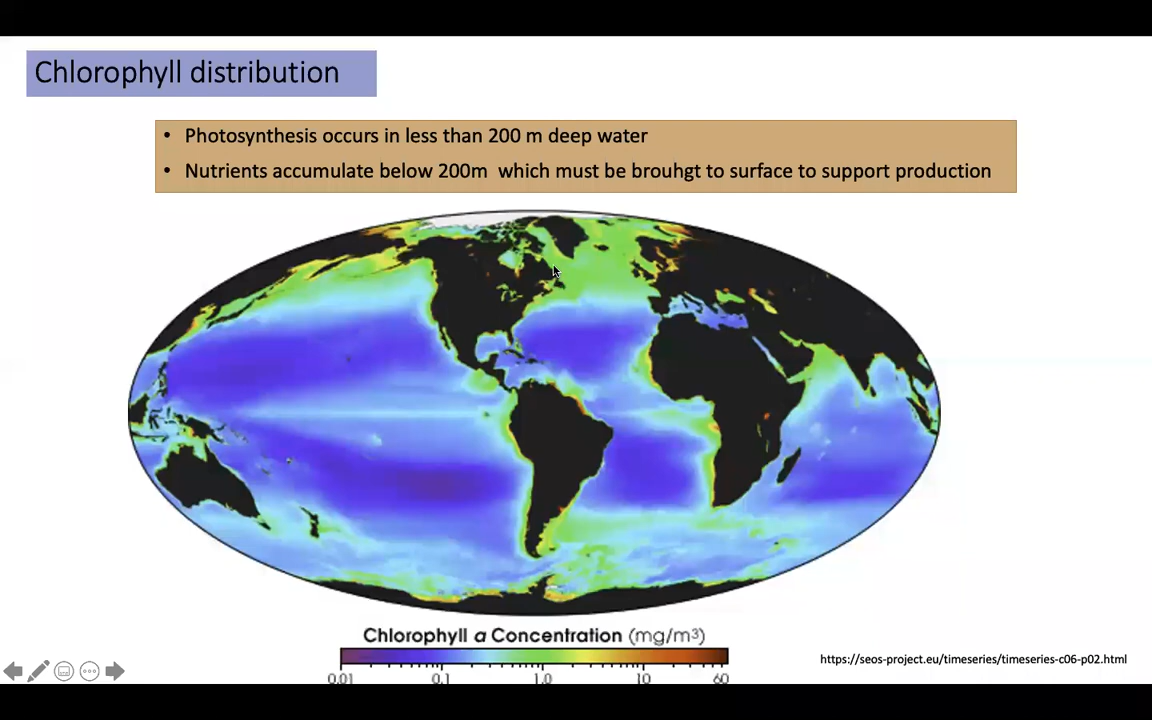 Chlorophyll distribution
• Photosynthesis occurs in less than 200 m deep water
• Nutrients accumulate below 200m which must be brouhgt to surface to support production
Chlorophyll a Concentration (mg/m³)
0.01 0.1 1.0 10 60
https://seos-project.eu/timeseries/timeseries-c06-p02.html